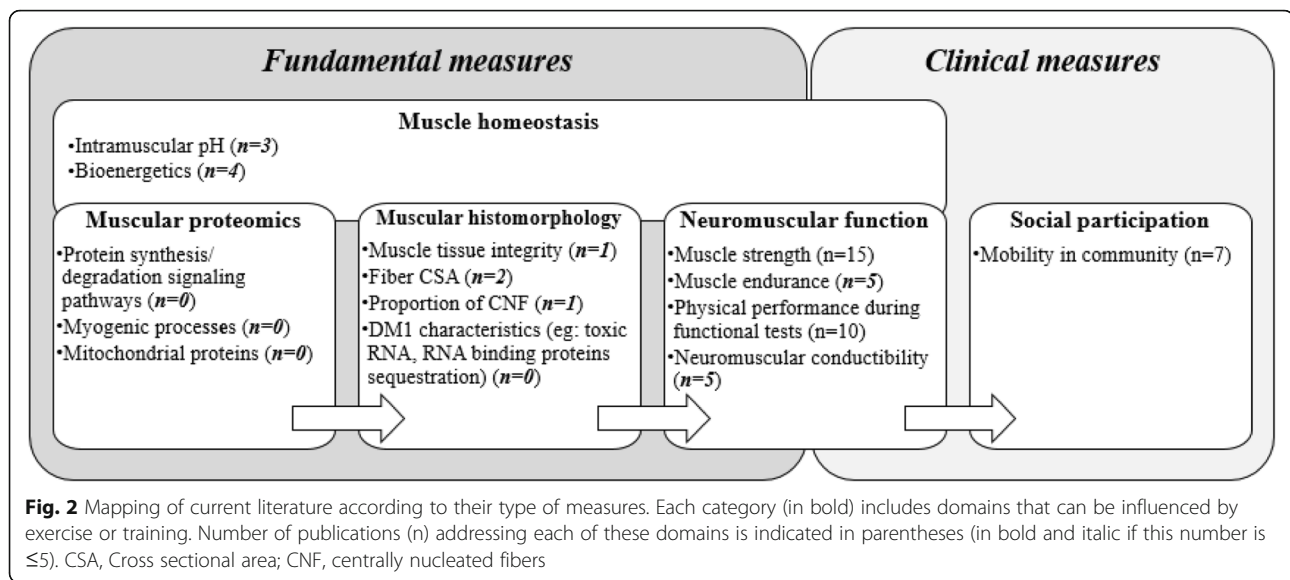 Fundamental measures
Clinical measures
Muscle homeostasis
•Intramuscular pH (n=3)
•Bioenergetics (n=4)
Muscular proteomics
•Protein synthesis/
degradation signaling
pathways (n=0)
•Myogenic processes (n=0)
•Mitochondrial proteins (n=0)
Muscular histomorphology
•Muscle tissue integrity (n=1)
•Fiber CSA (n=2)
•Proportion of CNF (n=1)
•DM1 characteristics (eg: toxic
RNA, RNA binding proteins
sequestration) (n=0)
Neuromuscular function
•Muscle strength (n=15)
•Muscle endurance (n=5)
•Physical performance during
functional tests (n=10)
•Neuromuscular conductibility
(n=5)
Social participation
•Mobility in community (n=7)
Fig. 2 Mapping of current literature according to their type of measures. Each category (in bold) includes domains that can be influenced by
exercise or training. Number of publications (n) addressing each of these domains is indicated in parentheses (in bold and italic if this number is
≤5). CSA, Cross sectional area; CNF, centrally nucleated fibers